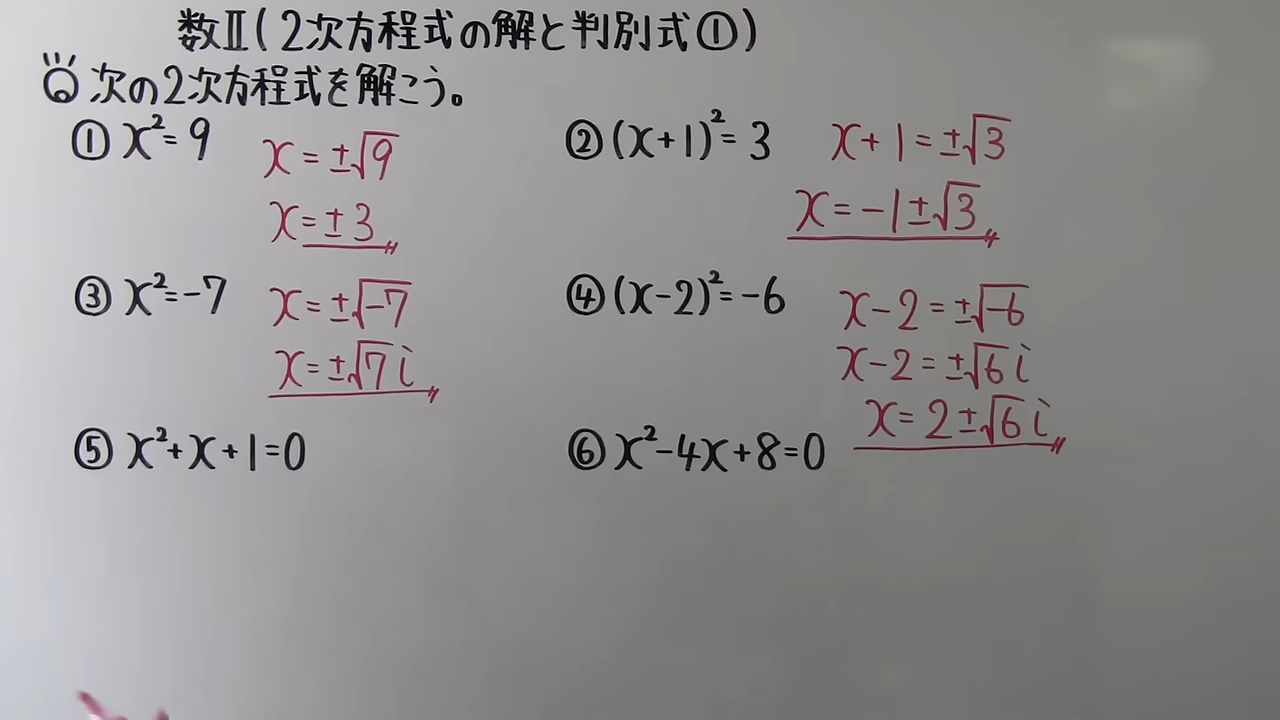 数Ⅱ(2次方程式の解と判別式①)
Q 次の2次方程式を解こう。
① x²=9 x=±√9
x=±3
② (x+1)²=3 x+1=±√3
x=-1±√3
③ x²=-7 x=±√-7
x=±√7i
④ (x-2)²=-6 x-2=±√-6
x-2=±√6i
x=2±√6i
⑤ x²+x+1=0
⑥ x²-4x+8=0